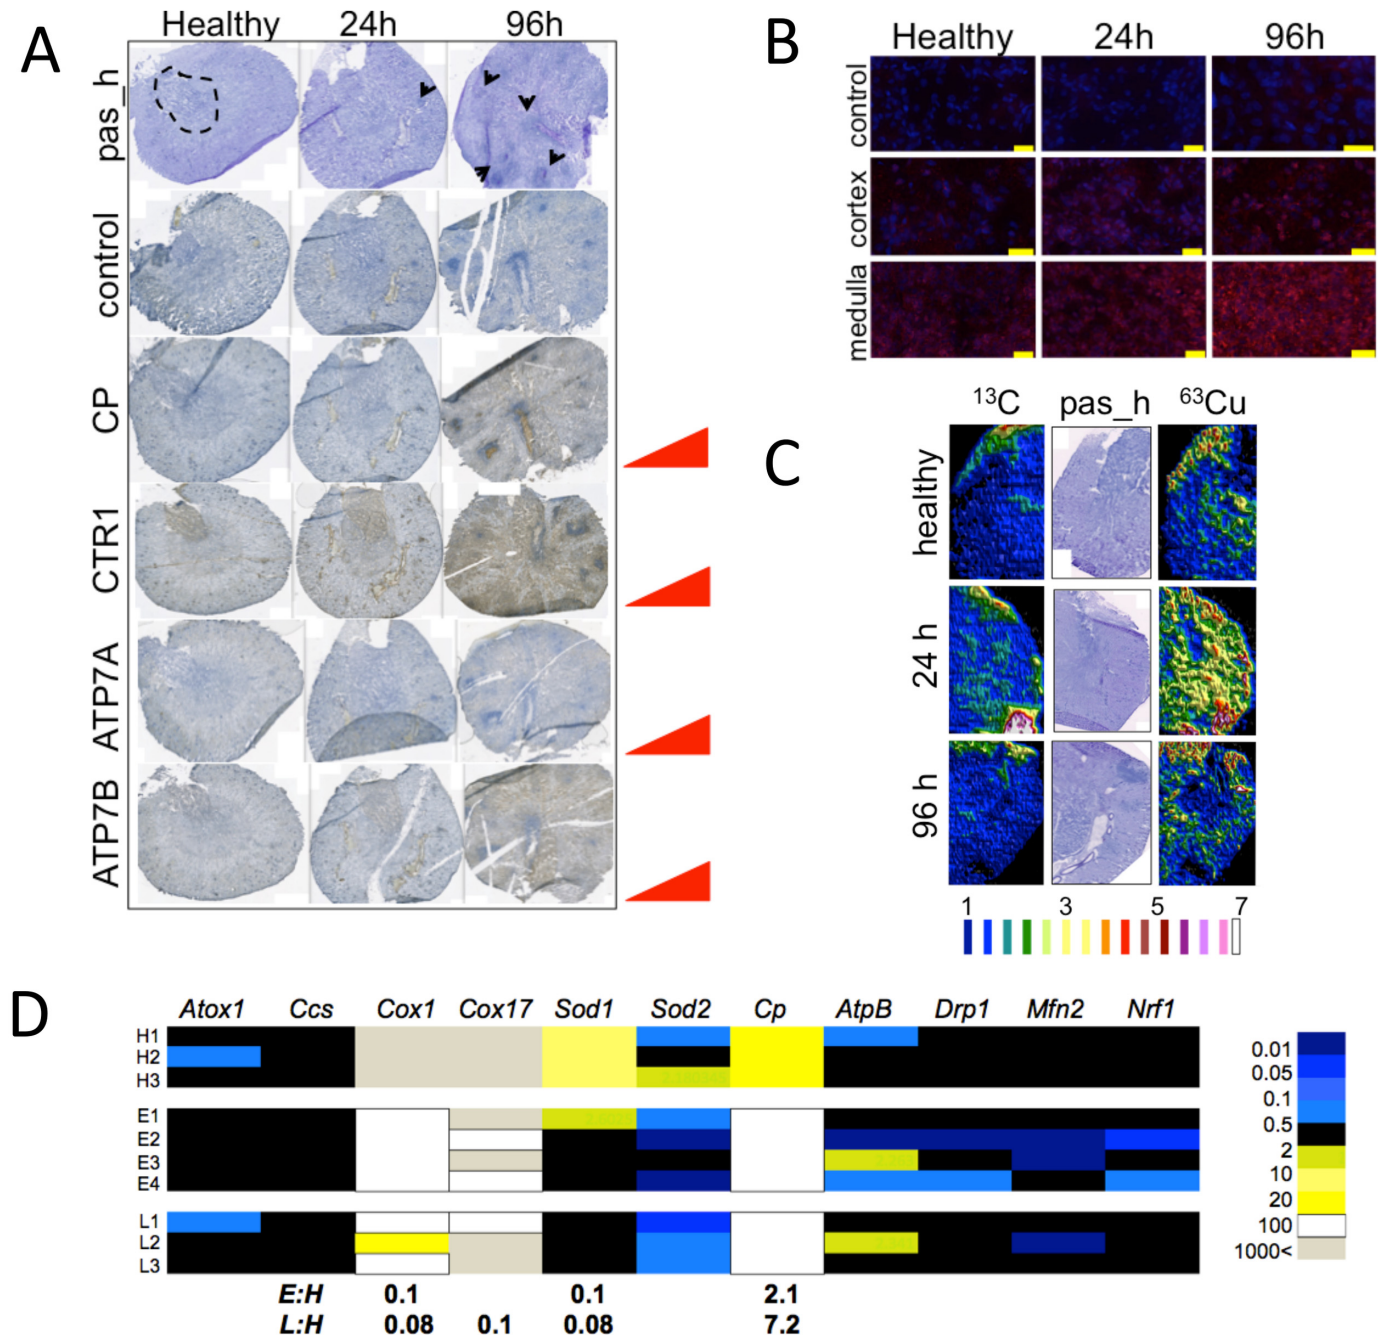 A
Healthy 24h 96h
pas_h
control
CP
CTR1
ATP7A
ATP7B
B
Healthy 24h 96h
control
cortex
medulla
C
13C pas_h 63Cu
healthy
24 h
96 h
1 3 5 7
D
Atox1 Ccs Cox1 Cox17 Sod1 Sod2 Cp AtpB Drp1 Mfn2 Nrf1
H1
H2
H3
E1
E2
E3
E4
L1
L2
L3
0.01
0.05
0.1
0.5
2
10
20
100
1000<
E:H 0.1 0.1 2.1
L:H 0.08 0.1 0.08 7.2